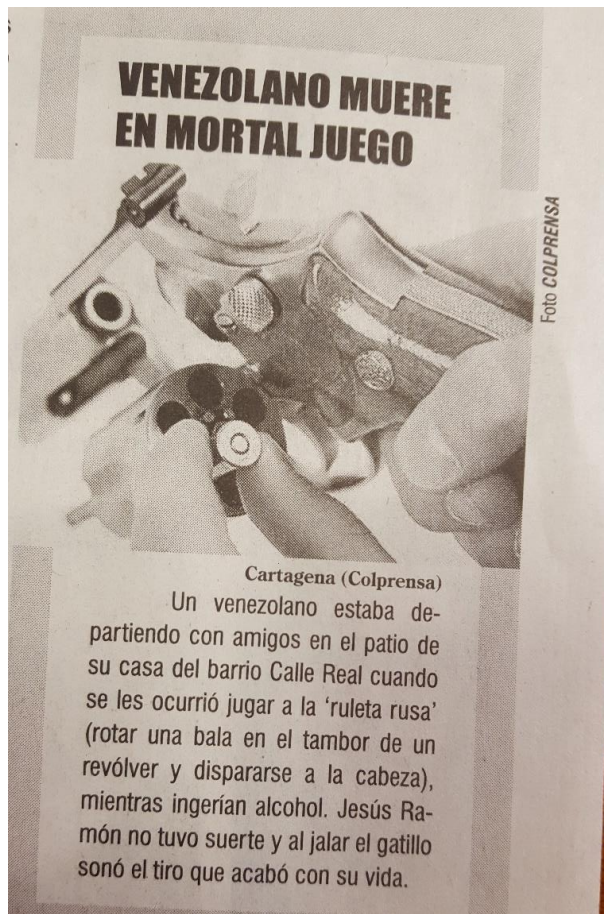 VENEZOLANO MUERE
EN MORTAL JUEGO
Foto COLPRENSA
Cartagena (Colprensa)
Un venezolano estaba de-
partiendo con amigos en el patio de
su casa del barrio Calle Real cuando
se les ocurrió jugar a la ‘ruleta rusa’
(rotar una bala en el tambor de un
revólver y dispararse a la cabeza),
mientras ingerían alcohol. Jesús Ra-
món no tuvo suerte y al jalar el gatillo
sonó el tiro que acabó con su vida.